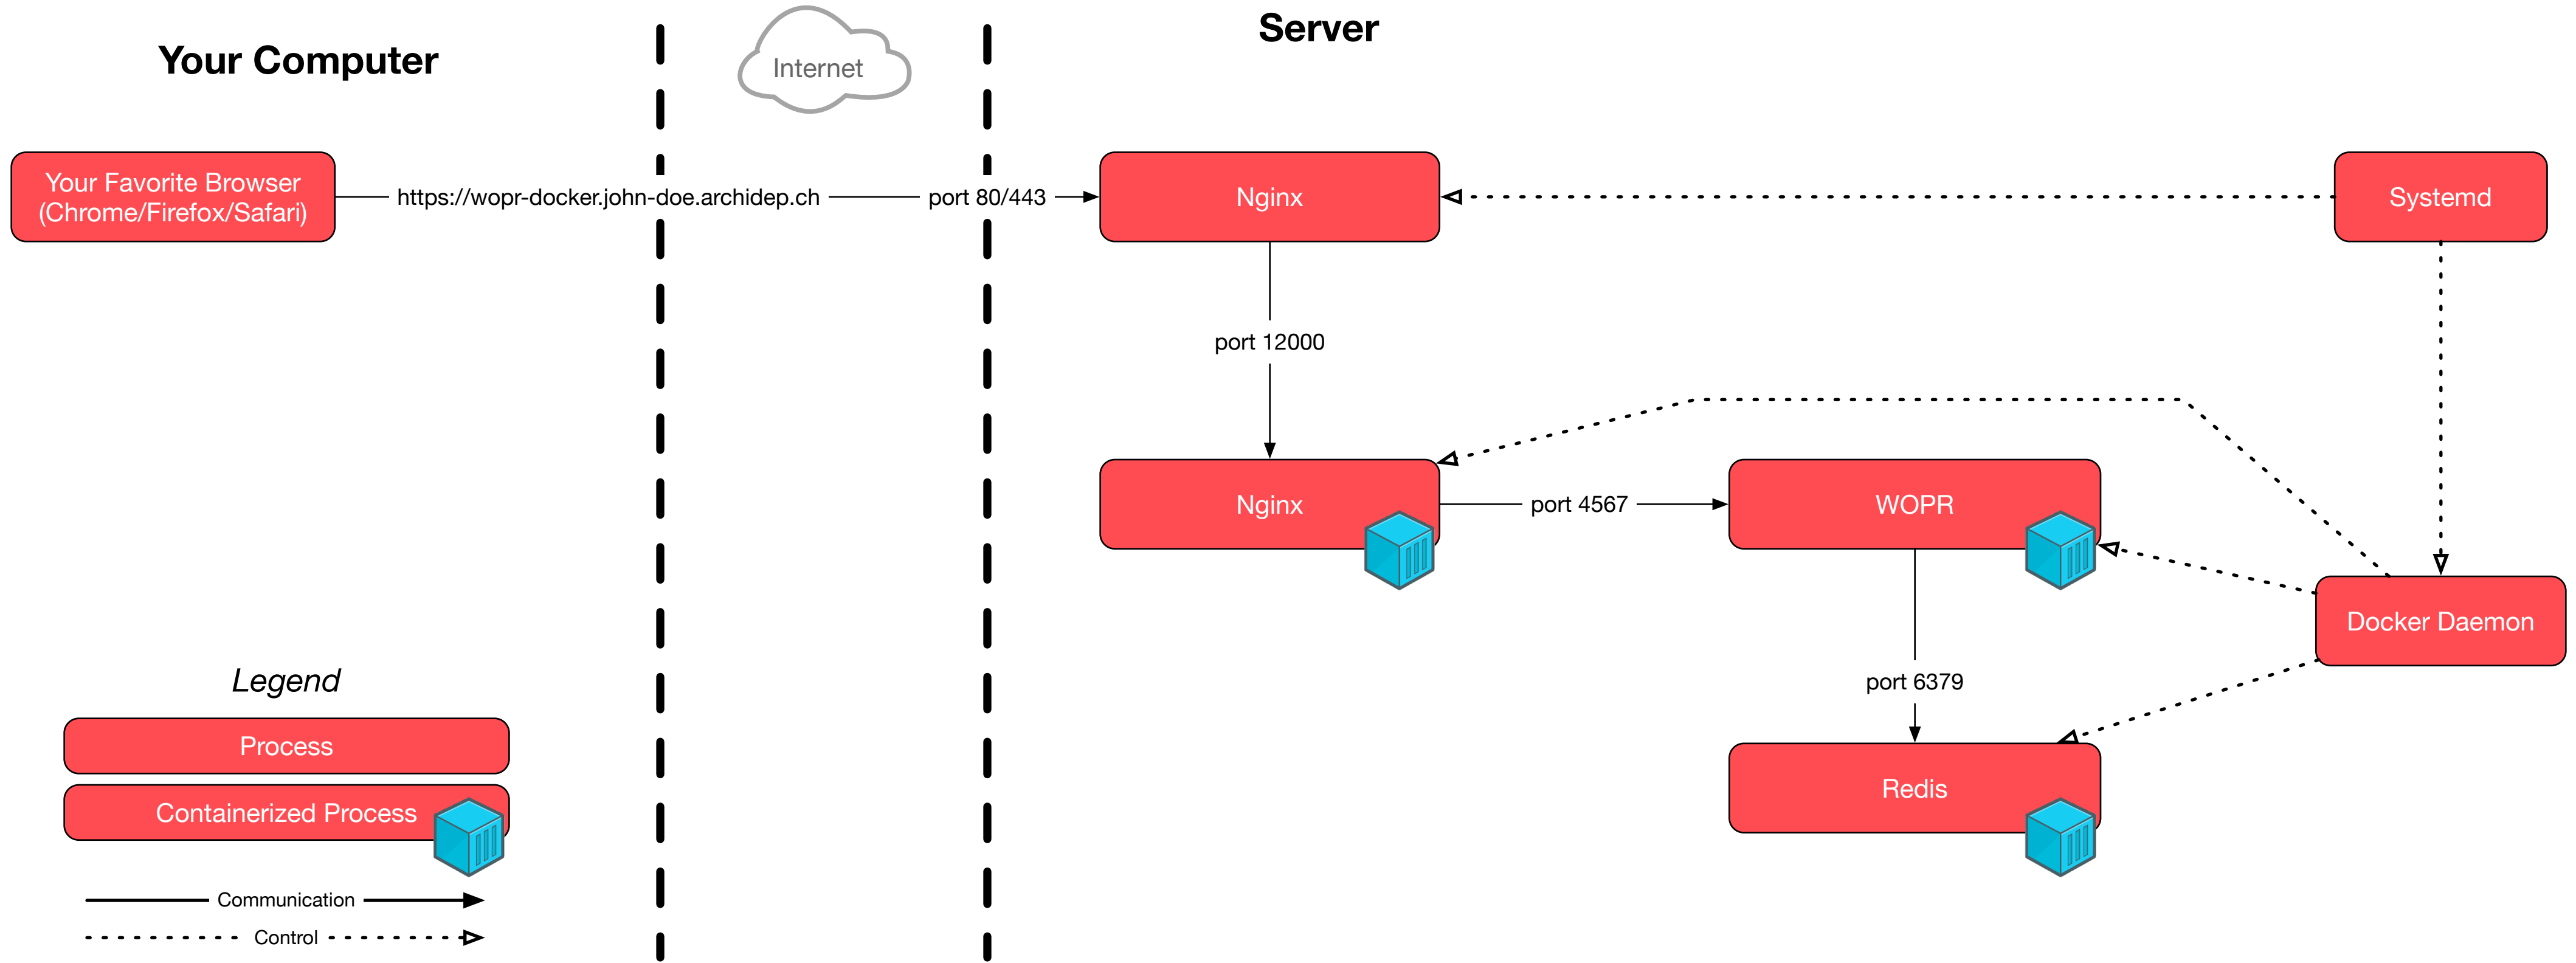 Your Computer
Internet
Server
Your Favorite Browser
(Chrome/Firefox/Safari)
https://wopr-docker.john-doe.archidep.ch
port 80/443
Nginx
Systemd
port 12000
Nginx
port 4567
WOPR
Docker Daemon
port 6379
Redis
Legend
Process
Containerized Process
Communication
Control